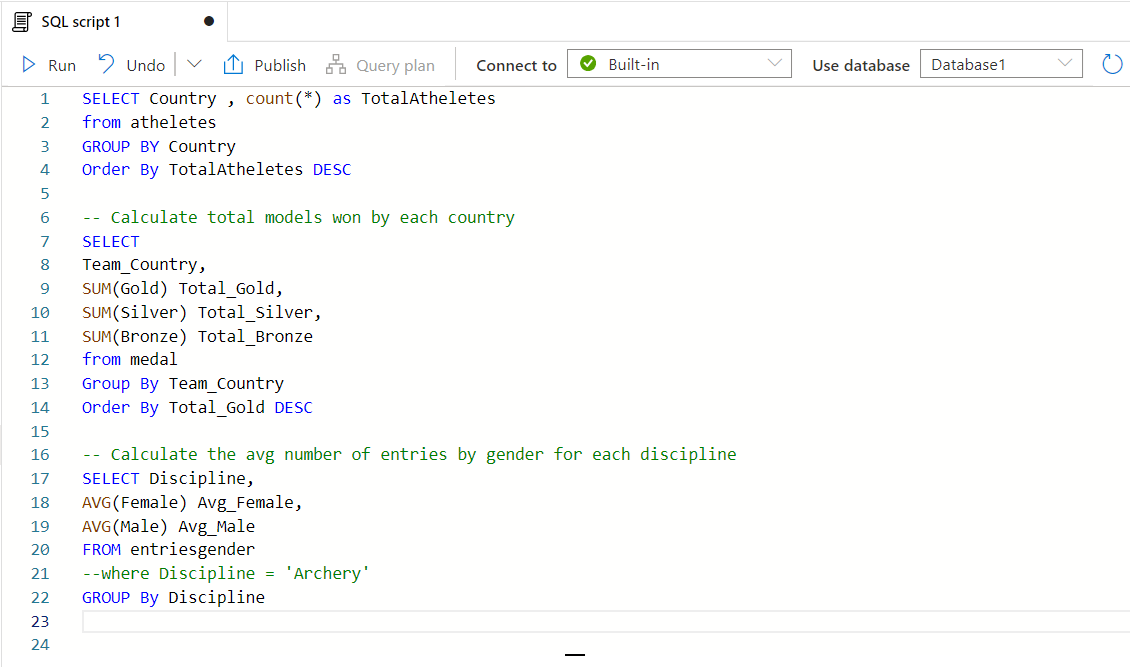 SQL script 1
Run Undo Publish Query plan Connect to Built-in Use database Database1
1 SELECT Country , count(*) as TotalAtheletes
2 from atheletes
3 GROUP BY Country
4 Order By TotalAtheletes DESC
5
6 -- Calculate total models won by each country
7 SELECT
8 Team_Country,
9 SUM(Gold) Total_Gold,
10 SUM(Silver) Total_Silver,
11 SUM(Bronze) Total_Bronze
12 from medal
13 Group By Team_Country
14 Order By Total_Gold DESC
15
16 -- Calculate the avg number of entries by gender for each discipline
17 SELECT Discipline,
18 AVG(Female) Avg_Female,
19 AVG(Male) Avg_Male
20 FROM entriesgender
21 --where Discipline = 'Archery'
22 GROUP By Discipline
23
24